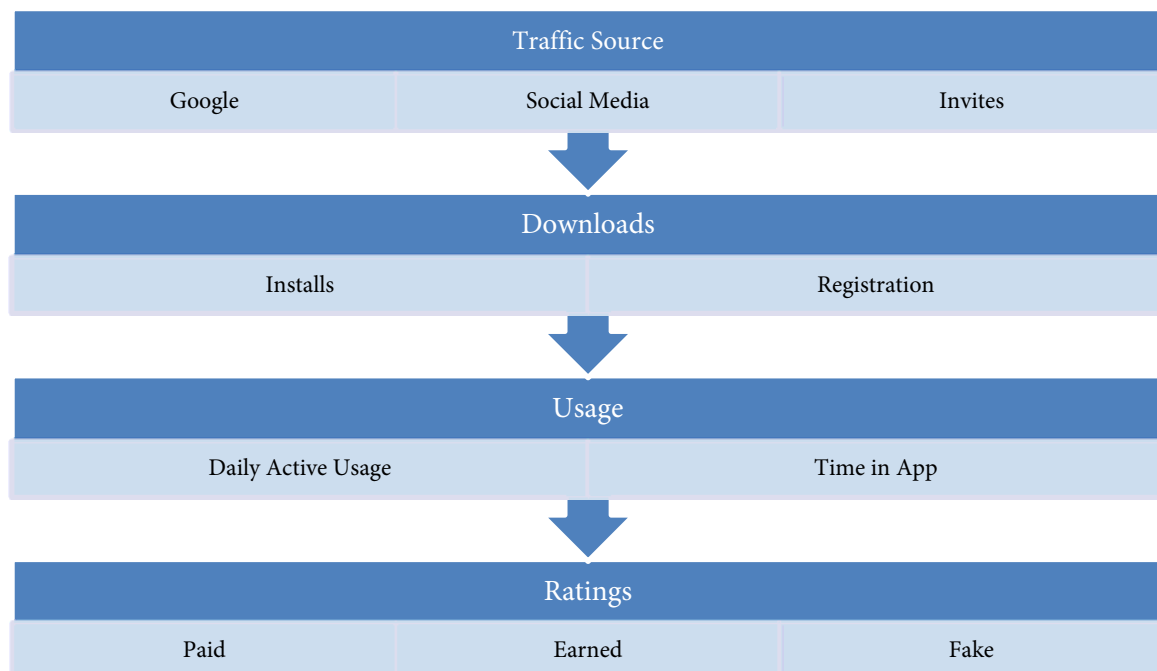 Traffic Source
Google Social Media Invites
Downloads
Installs Registration
Usage
Daily Active Usage Time in App
Ratings
Paid Earned Fake